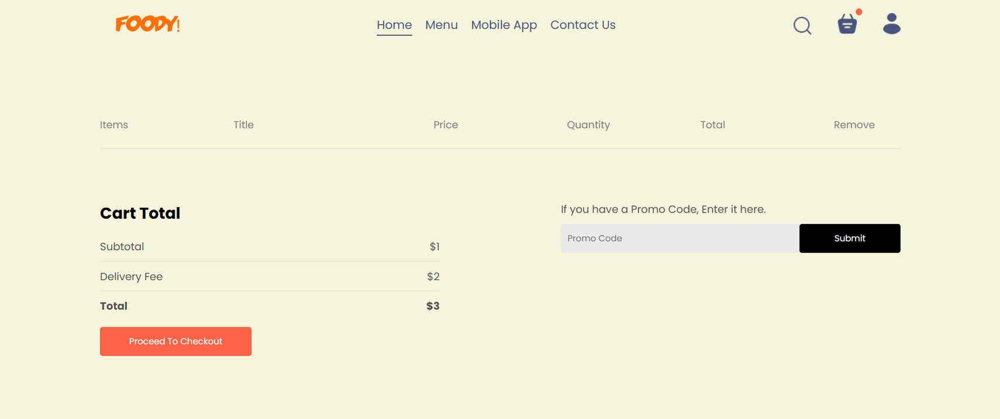 FOODY!
Home Menu Mobile App Contact Us
Items Title Price Quantity Total Remove
Cart Total
Subtotal $1
Delivery Fee $2
Total $3
Proceed To Checkout
If you have a Promo Code, Enter it here.
Promo Code Submit